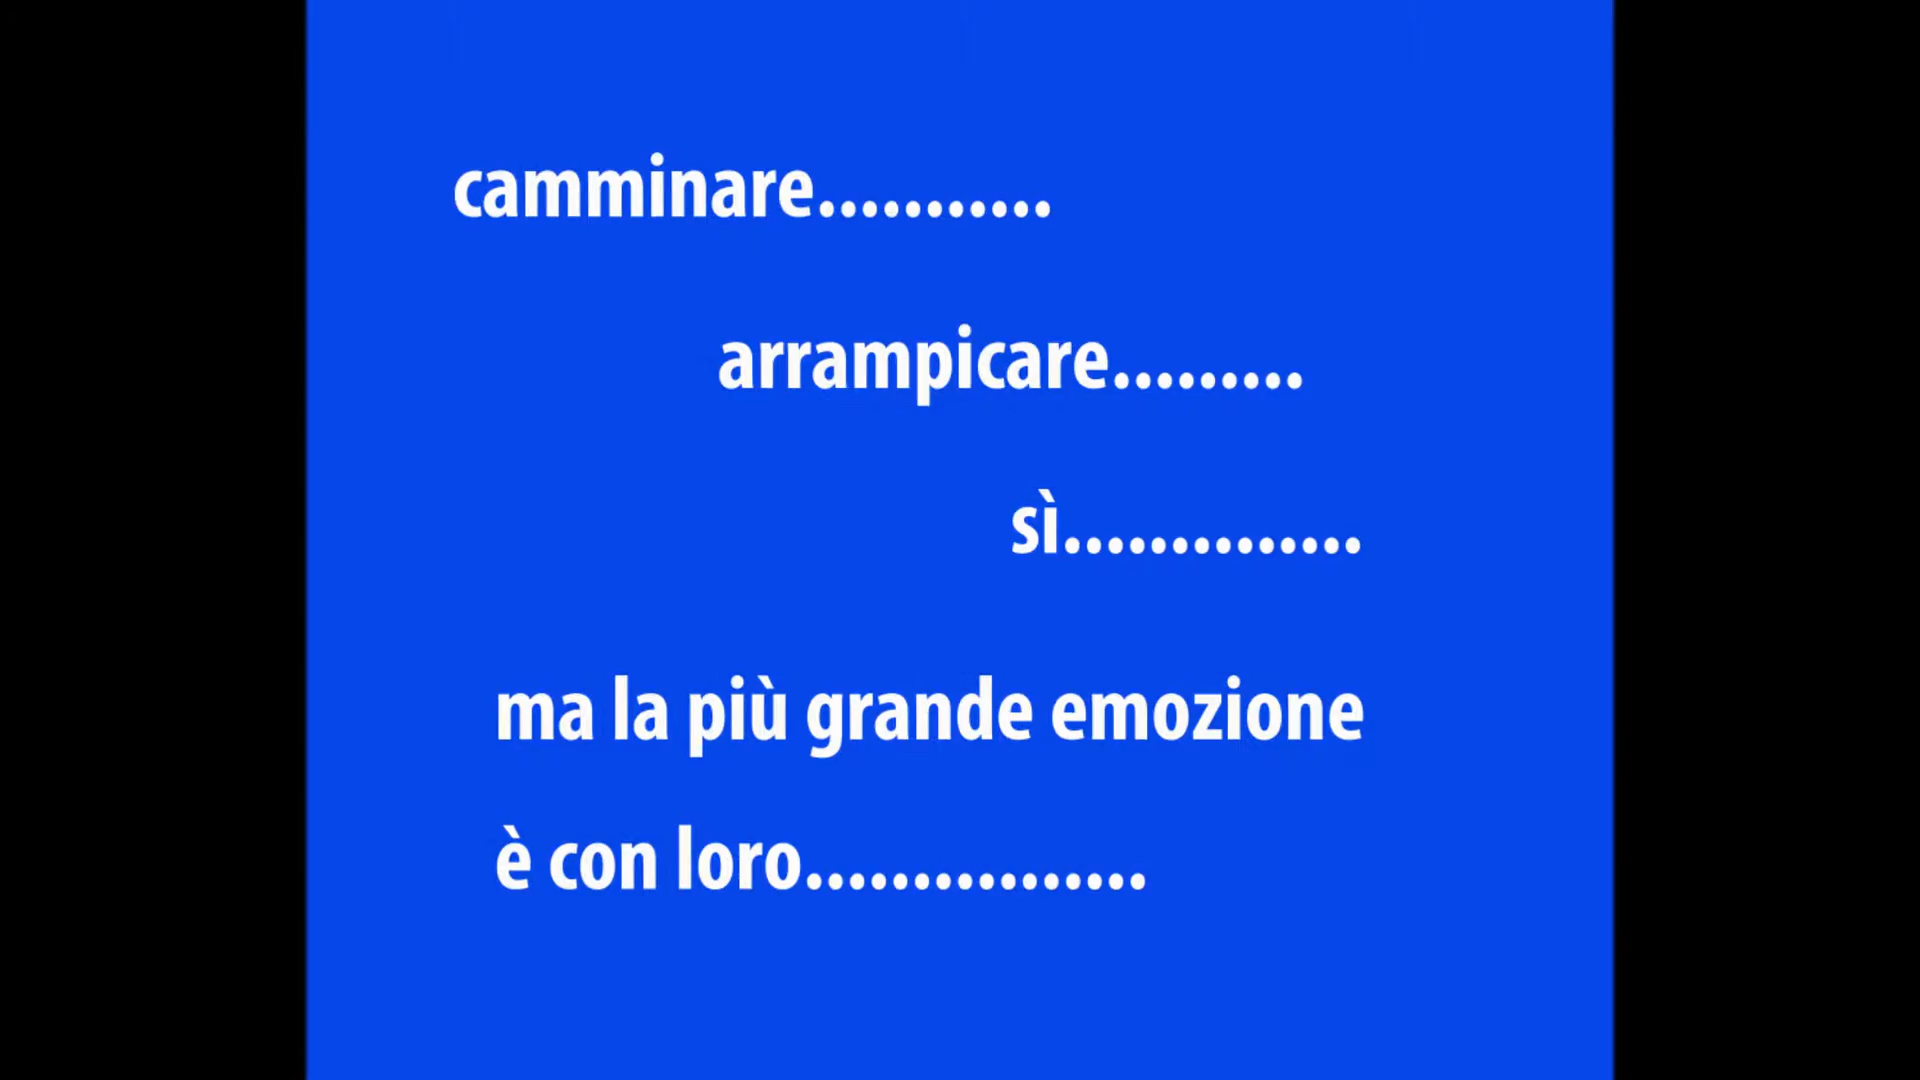 camminare...........
arrampicare.........
sì..............
ma la più grande emozione
è con loro................